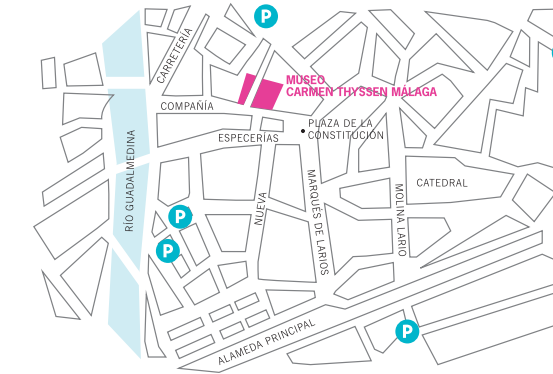 P
CARRETERÍA
MUSEO
CARMEN THYSSEN MÁLAGA
COMPAÑÍA
PLAZA DE LA
CONSTITUCIÓN
ESPECERÍAS
RÍO GUADALMEDINA
CATEDRAL
MARQUÉS DE LARIOS
MOLINA LARIO
NUEVA
P
P
ALAMEDA PRINCIPAL
P